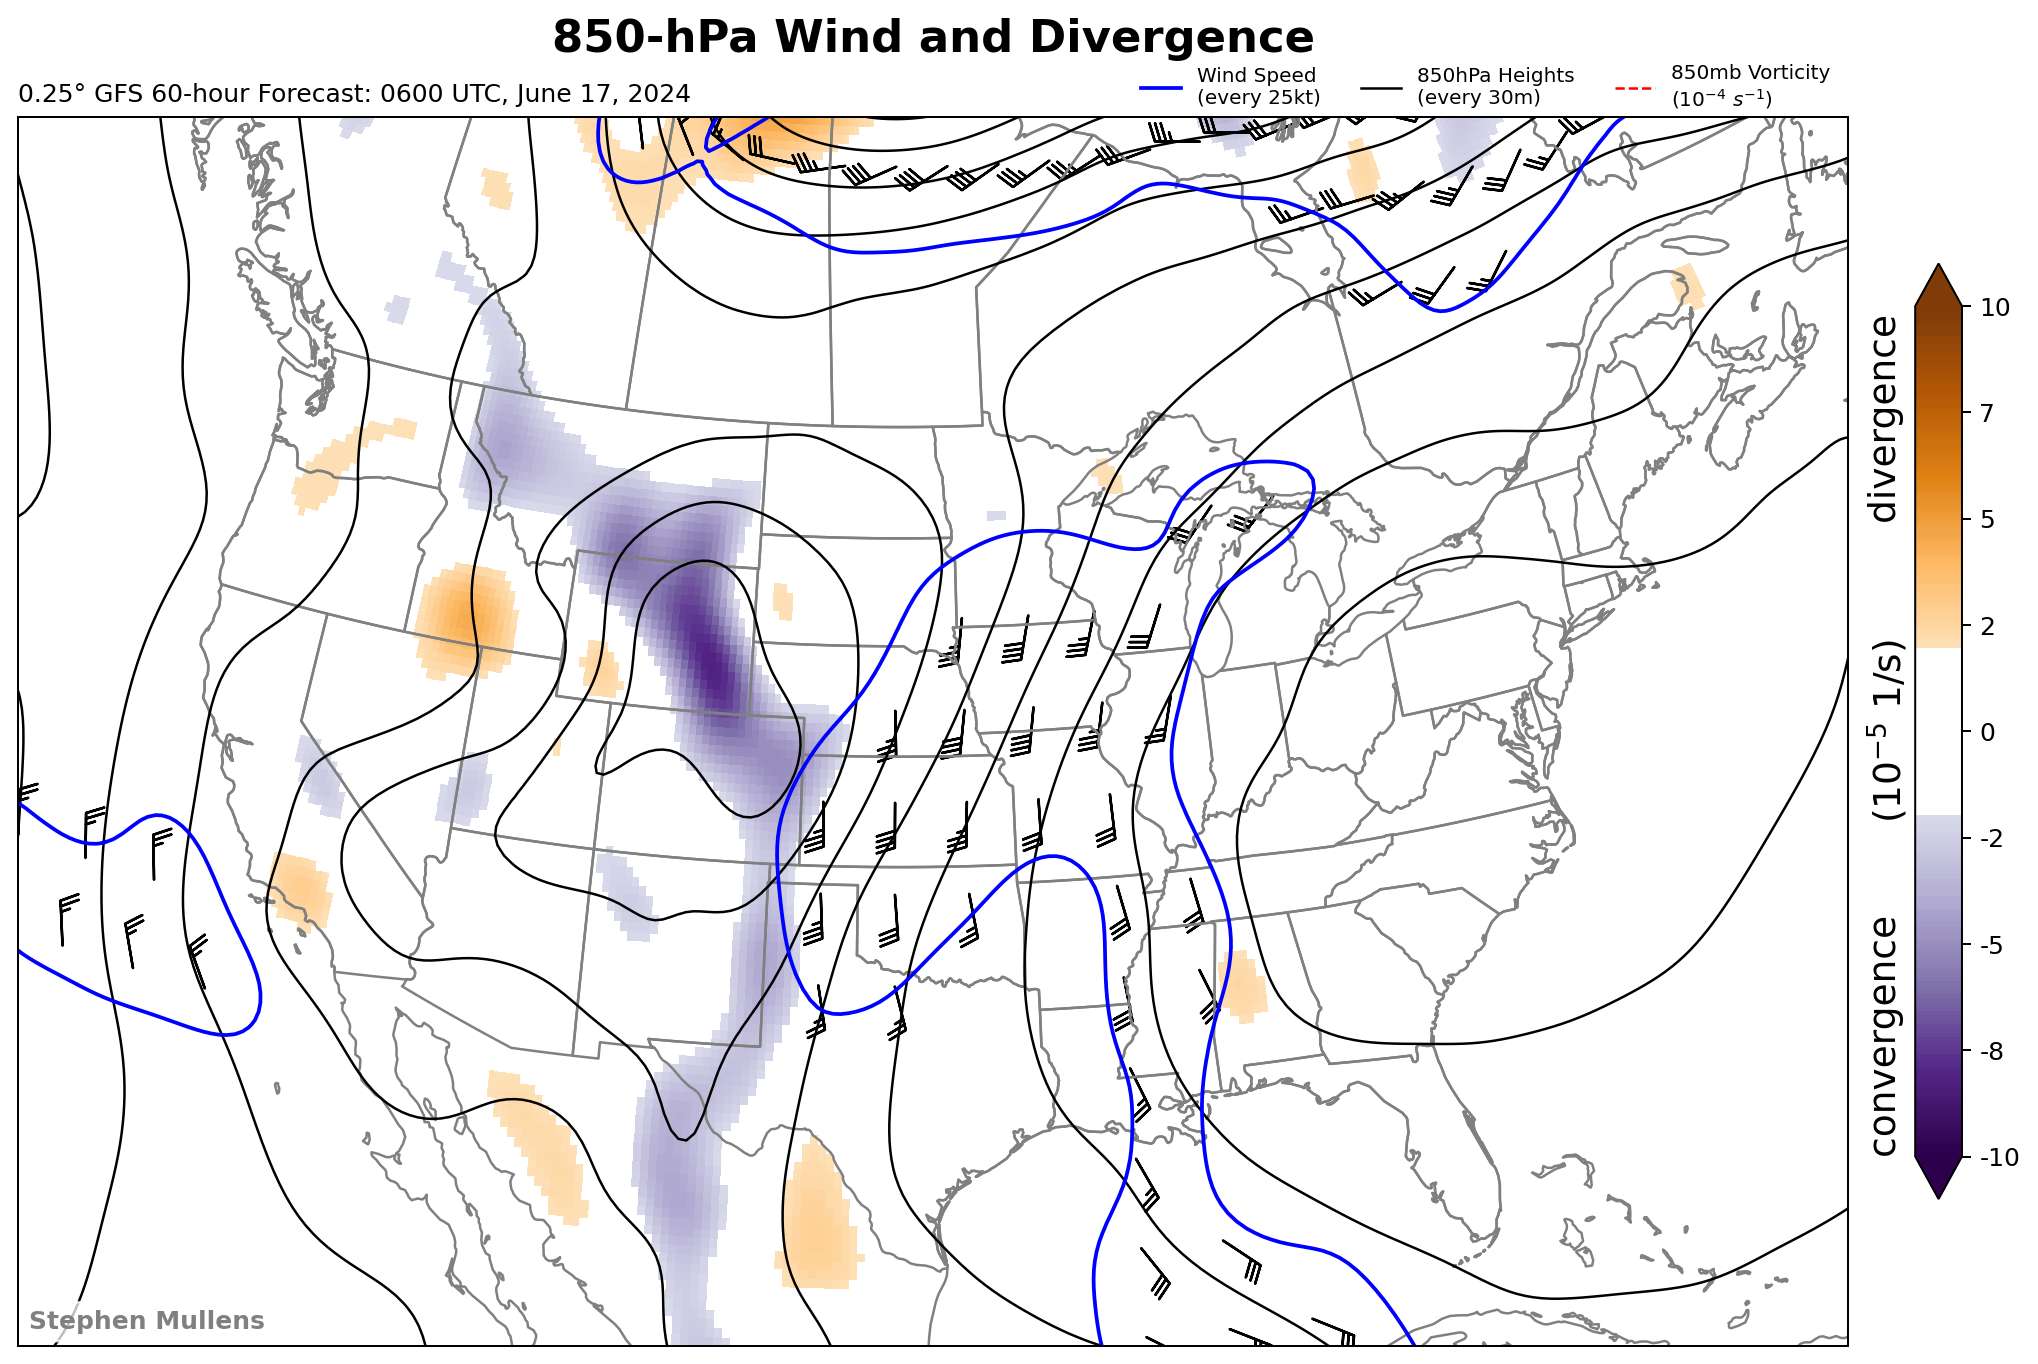 850-hPa Wind and Divergence
0.25° GFS 60-hour Forecast: 0600 UTC, June 17, 2024
Wind Speed
(every 25kt)
850hPa Heights
(every 30m)
850mb Vorticity
(10⁻⁴ s⁻¹)
10
7
5
2
0
-2
-5
-8
-10
divergence
(10⁻⁵ 1/s)
convergence
Stephen Mullens